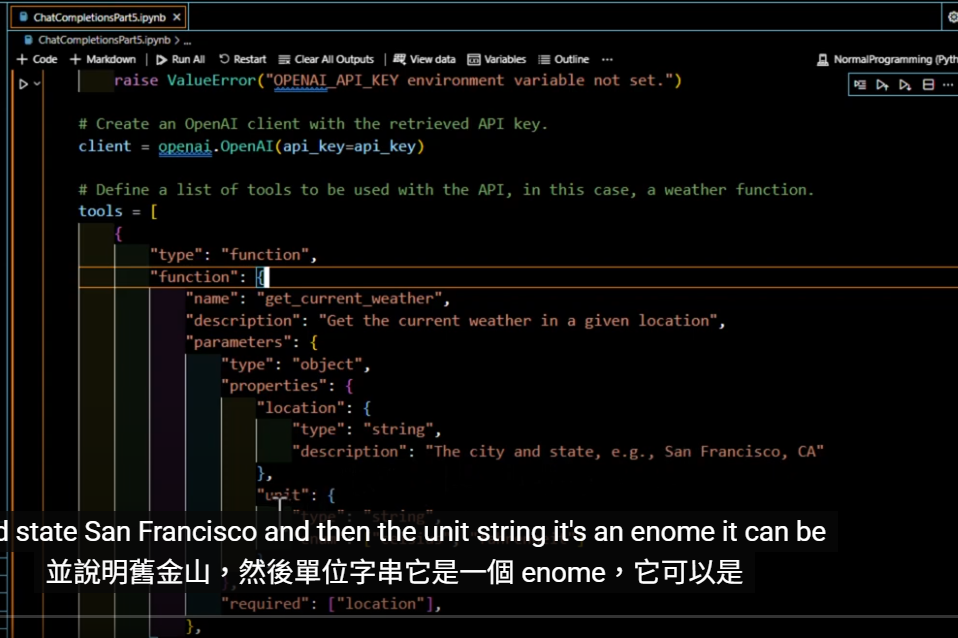 ChatCompletionsPart5.ipynb
ChatCompletionsPart5.ipynb > ...
+ Code + Markdown Run All Restart Clear All Outputs View data Variables Outline ...
NormalProgramming (Pyth
raise ValueError("OPENAI_API_KEY environment variable not set.")
# Create an OpenAI client with the retrieved API key.
client = openai.OpenAI(api_key=api_key)
# Define a list of tools to be used with the API, in this case, a weather function.
tools = [
{
"type": "function",
"function": {
"name": "get_current_weather",
"description": "Get the current weather in a given location",
"parameters": {
"type": "object",
"properties": {
"location": {
"type": "string",
"description": "The city and state, e.g., San Francisco, CA"
},
"unit": {
"type": "string",
d state San Francisco and then the unit string it's an enome it can be
並說明舊金山，然後單位字串它是一個 enome，它可以是
"required": ["location"],
},